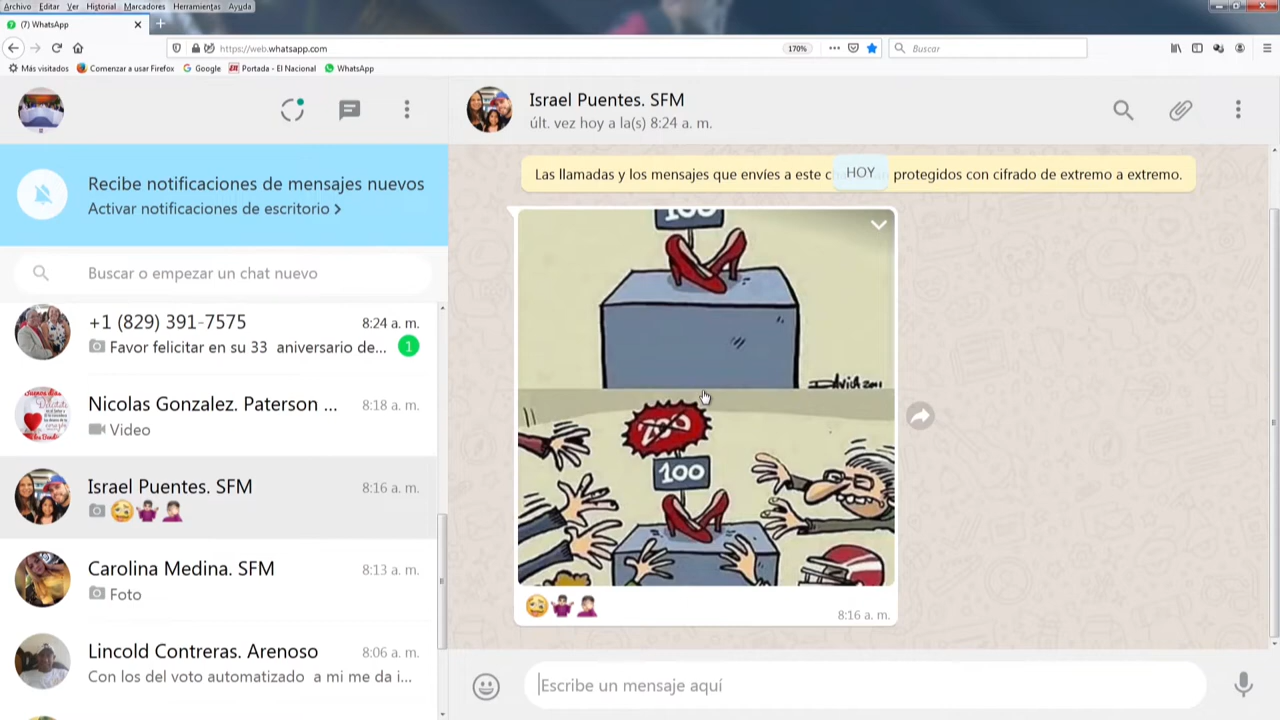 Archivo Editar Ver Historial Marcadores Herramientas Ayuda
(7) WhatsApp
https://web.whatsapp.com
170%
Buscar
Más visitados Comenzar a usar Firefox Google Portada - El Nacional WhatsApp
Israel Puentes. SFM
últ. vez hoy a la(s) 8:24 a. m.
Recibe notificaciones de mensajes nuevos
Activar notificaciones de escritorio >
Buscar o empezar un chat nuevo
+1 (829) 391-7575 8:24 a. m.
Favor felicitar en su 33 aniversario de... 1
Nicolas Gonzalez. Paterson ... 8:18 a. m.
Video
Israel Puentes. SFM 8:16 a. m.
Carolina Medina. SFM 8:13 a. m.
Foto
Lincold Contreras. Arenoso 8:06 a. m.
Con los del voto automatizado a mi me da i...
Las llamadas y los mensajes que envíes a este c HOY protegidos con cifrado de extremo a extremo.
100
100
8:16 a. m.
Escribe un mensaje aquí